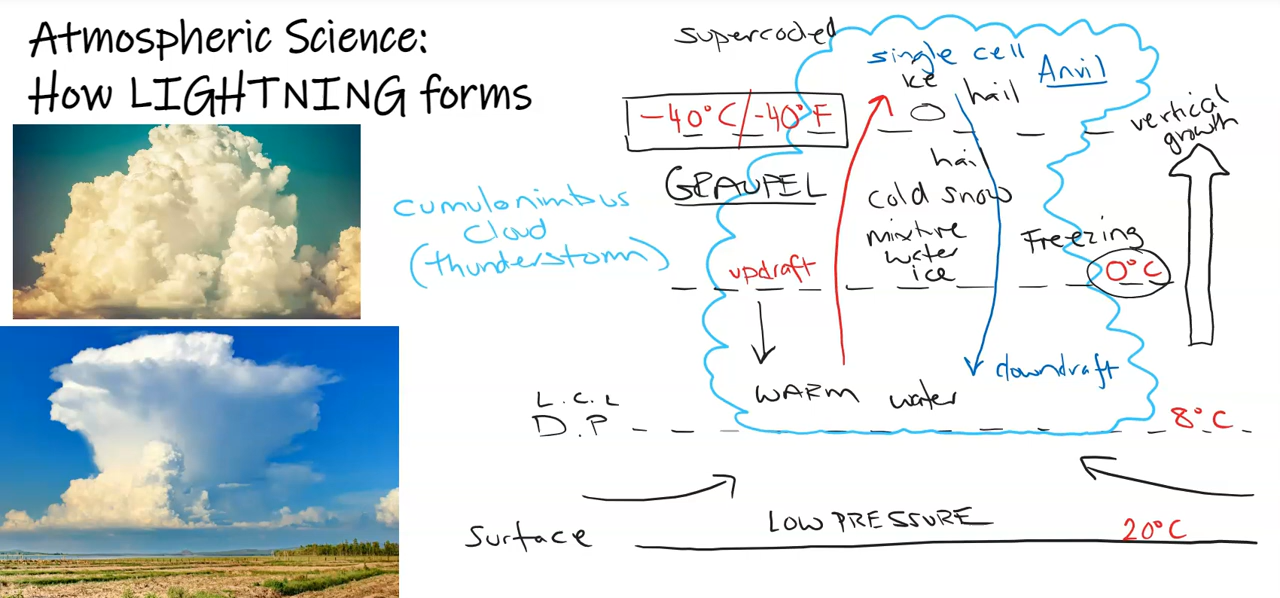 Atmospheric Science:
How LIGHTNING forms
supercooled
single cell
Anvil
ice
hail
-40°C/-40°F
vertical
growth
GRAUPEL
hail
cold snow
mixture
water
ice
cumulonimbus
cloud
(thunderstorm)
Freezing
0°C
updraft
downdraft
WARM water
L.C.L
D.P
8°C
LOW PRESSURE
Surface
20°C